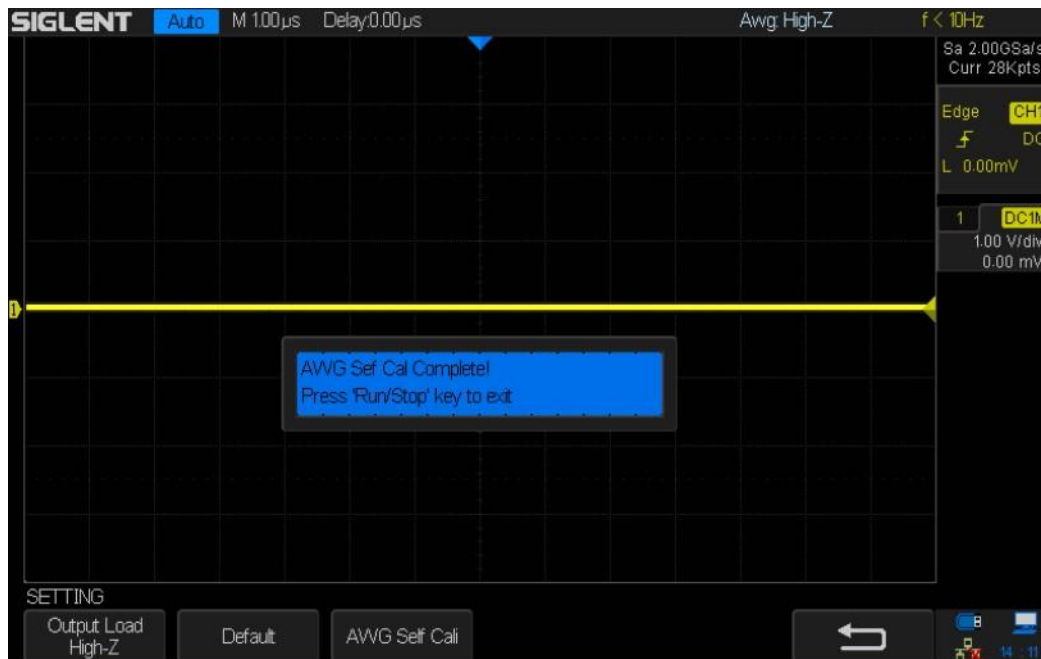 SIGLENT Auto M 1.00μs Delay:0.00μs Awg: High-Z f < 10Hz
Sa 2.00GSa/s
Curr 28Kpts
Edge CH1
DC
L 0.00mV
1 DC1M
1.00 V/div
0.00 mV
1
AWG Sef Cal Complete!
Press 'Run/Stop' key to exit
SETTING
Output Load
High-Z
Default
AWG Self Cali
14 : 11